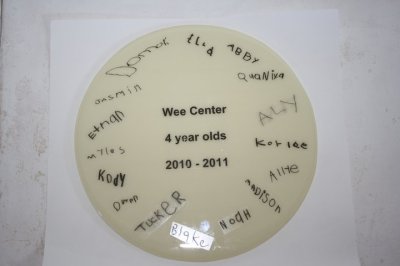 Wee Center
4 year olds
2010 - 2011
ABBY
QuaNiya
ALY
Korlee
Allie
Madison
NoaH
Blake
TUCKER
Kody
MYLOS
Ethan
Jasmin